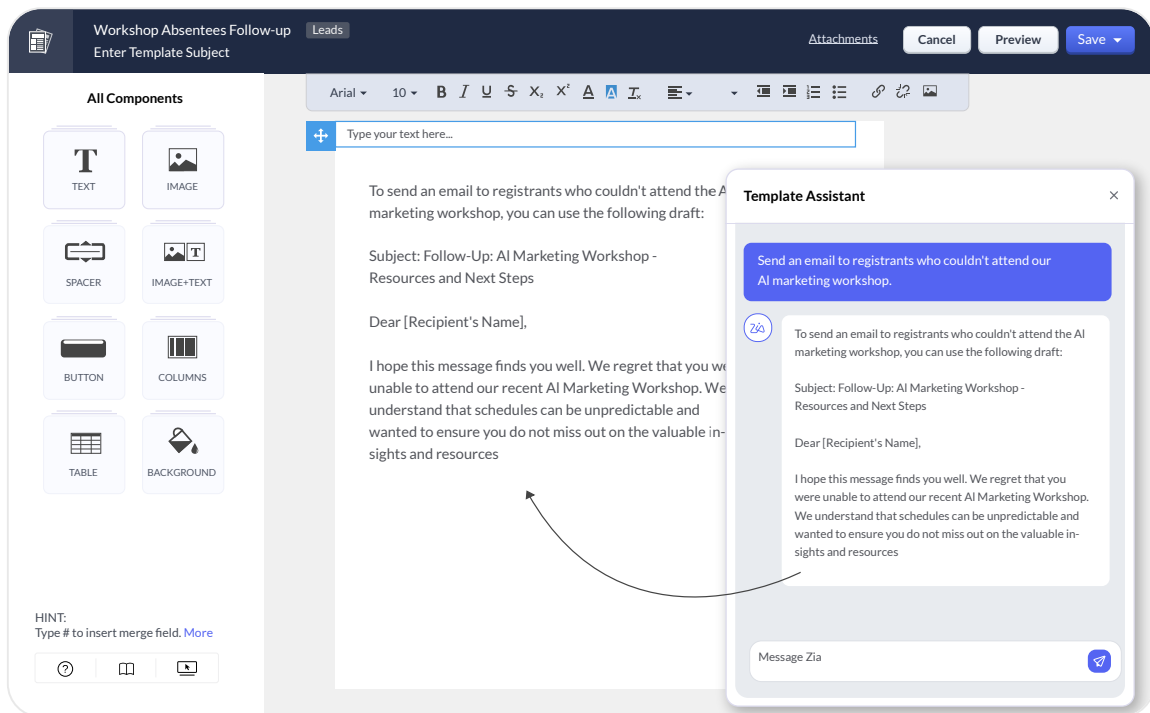 Workshop Absentees Follow-up Leads
Enter Template Subject
Attachments
Cancel
Preview
Save
All Components
TEXT
IMAGE
SPACER
IMAGE+TEXT
BUTTON
COLUMNS
TABLE
BACKGROUND
HINT:
Type # to insert merge field. More
Arial
10
Type your text here...
To send an email to registrants who couldn't attend the A
marketing workshop, you can use the following draft:
Subject: Follow-Up: AI Marketing Workshop -
Resources and Next Steps
Dear [Recipient's Name],
I hope this message finds you well. We regret that you we
unable to attend our recent AI Marketing Workshop. We
understand that schedules can be unpredictable and
wanted to ensure you do not miss out on the valuable in-
sights and resources
Template Assistant
Send an email to registrants who couldn't attend our
AI marketing workshop.
Zia
To send an email to registrants who couldn't attend the AI
marketing workshop, you can use the following draft:
Subject: Follow-Up: AI Marketing Workshop -
Resources and Next Steps
Dear [Recipient's Name],
I hope this message finds you well. We regret that you
were unable to attend our recent AI Marketing Workshop.
We understand that schedules can be unpredictable and
wanted to ensure you do not miss out on the valuable in-
sights and resources
Message Zia